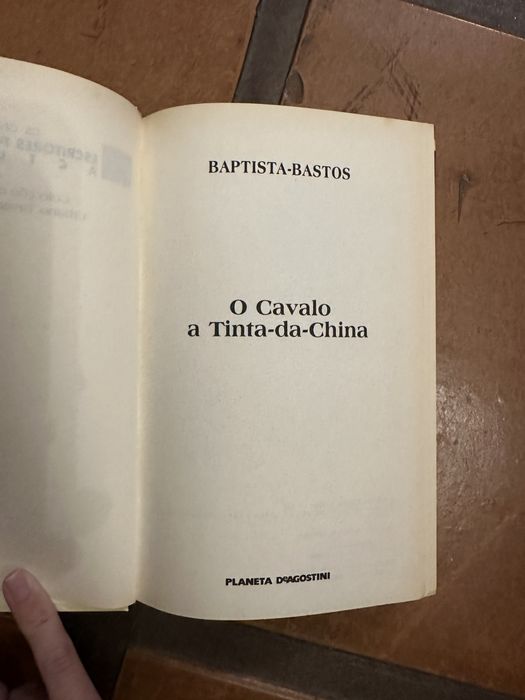 BAPTISTA-BASTOS
O Cavalo
a Tinta-da-China
PLANETA DeAGOSTINI